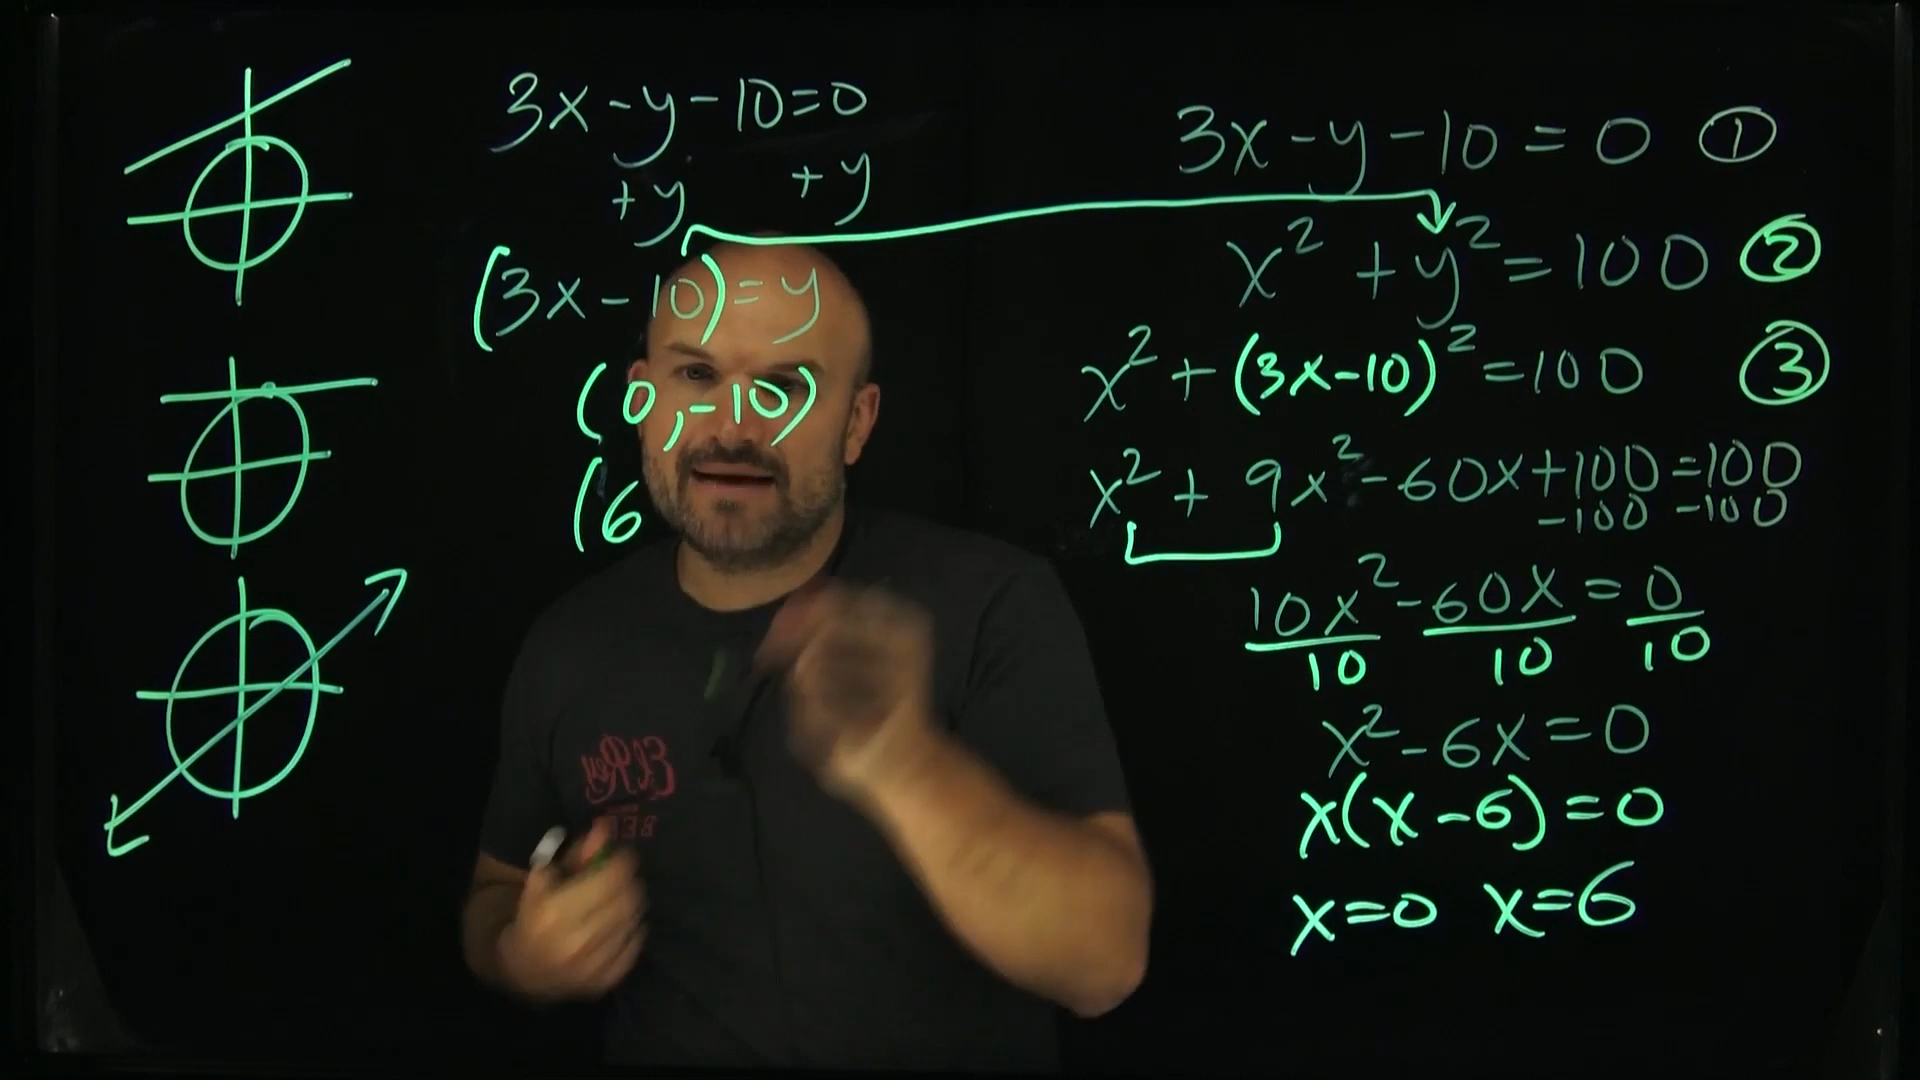 3x-y-10=0
+y +y
(3x-10)=y
(0,-10)
(6
3x-y-10=0 ①
x²+y²=100 ②
x²+(3x-10)²=100 ③
x²+9x²-60x+100=100
-100 -100
10x²-60x=0
10 10 10
x²-6x=0
x(x-6)=0
x=0 x=6
El Rey